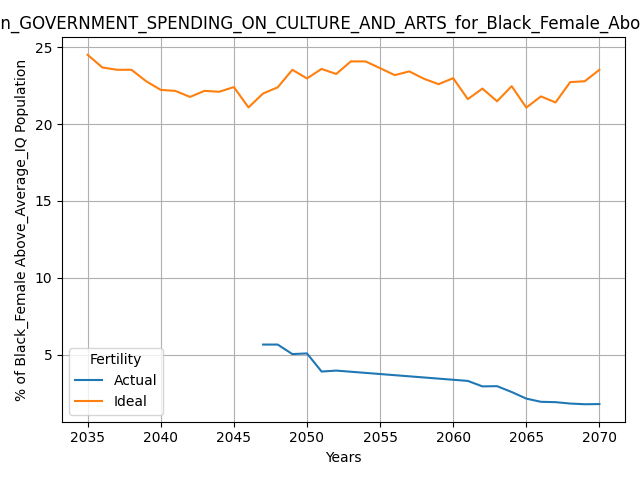 n_GOVERNMENT_SPENDING_ON_CULTURE_AND_ARTS_for_Black_Female_Abo
% of Black_Female Above_Average_IQ Population
25
20
15
10
5
Fertility
Actual
Ideal
2035 2040 2045 2050 2055 2060 2065 2070
Years